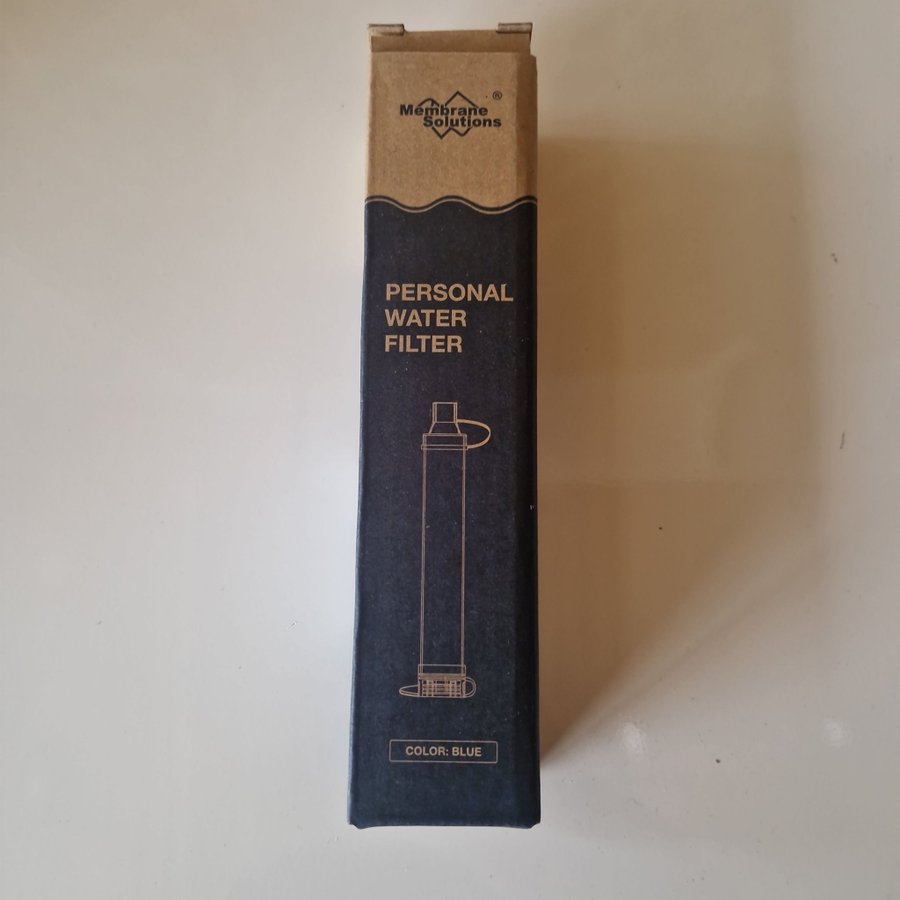 Membrane ®
Solutions
PERSONAL
WATER
FILTER
COLOR: BLUE